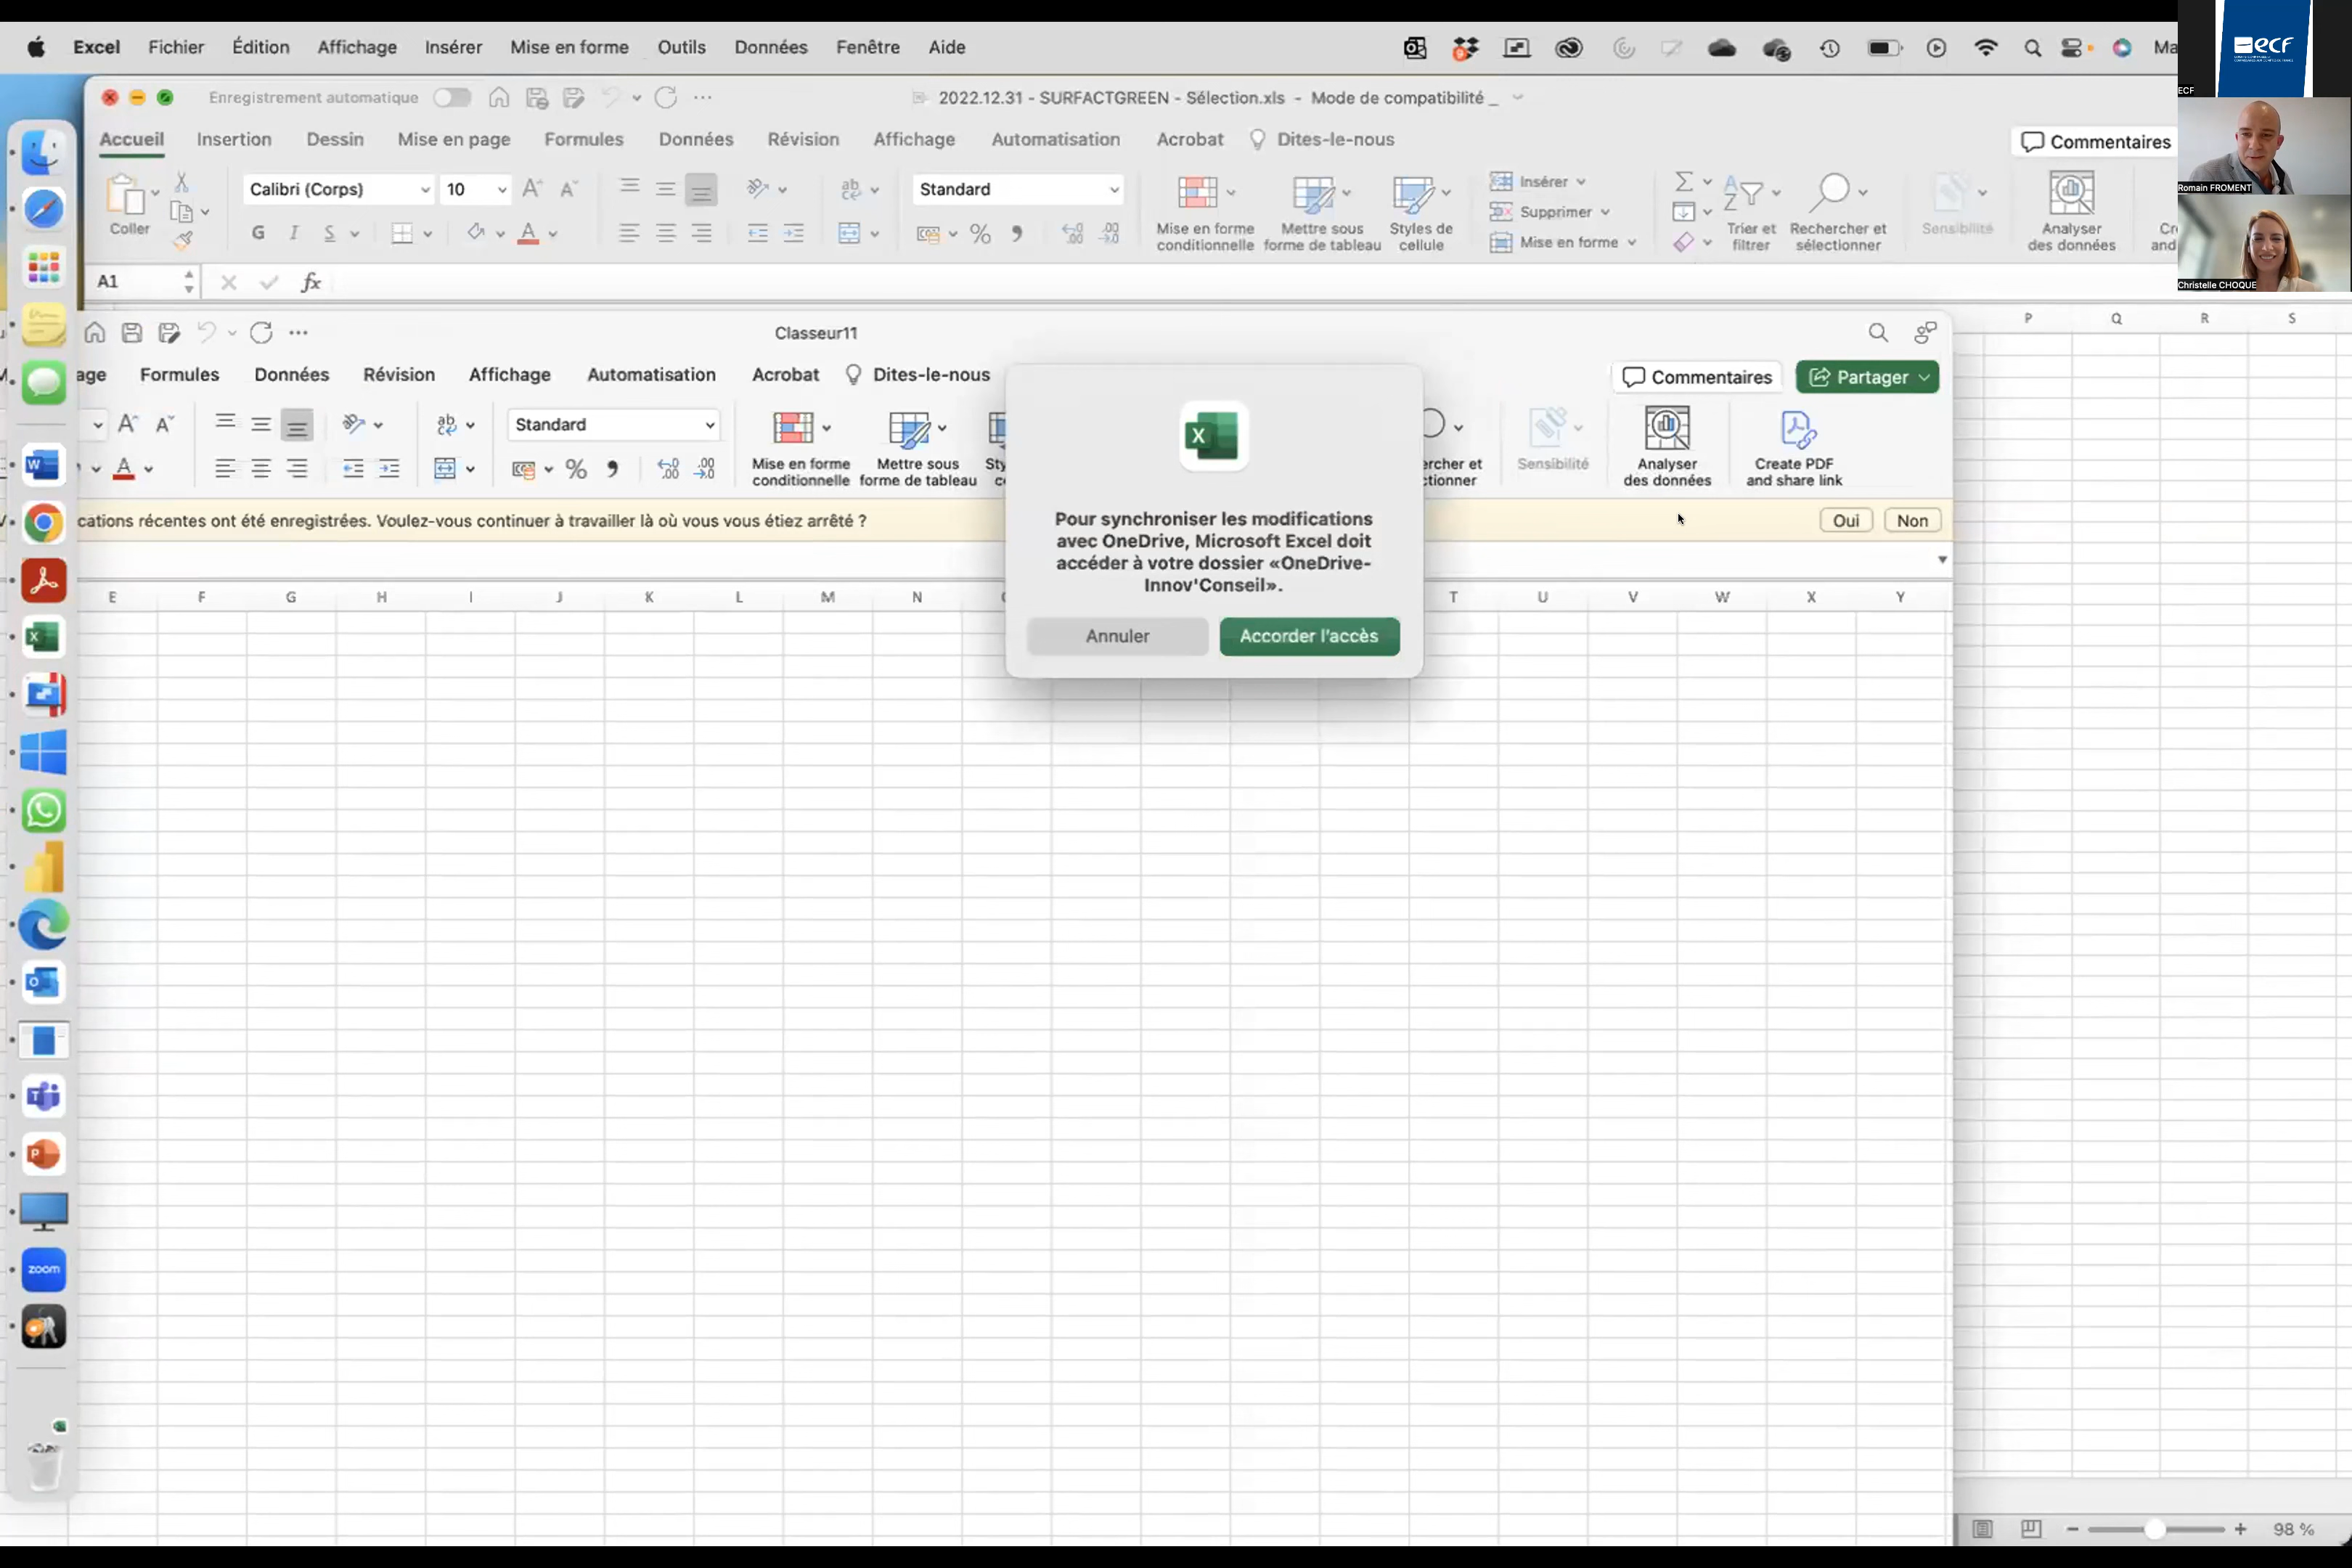 Excel Fichier Édition Affichage Insérer Mise en forme Outils Données Fenêtre Aide
ecf
ECF
Romain FROMENT
Christelle CHOQUE
Enregistrement automatique
2022.12.31 - SURFACTGREEN - Sélection.xls - Mode de compatibilité _
Accueil Insertion Dessin Mise en page Formules Données Révision Affichage Automatisation Acrobat Dites-le-nous Commentaires
Coller
Calibri (Corps) 10
G I S
Standard
Mise en forme
conditionnelle
Mettre sous
forme de tableau
Styles de
cellule
Insérer
Supprimer
Mise en forme
Trier et
filtrer
Rechercher et
sélectionner
Sensibilité
Analyser
des données
A1
fx
P Q R S
Classeur11
age Formules Données Révision Affichage Automatisation Acrobat Dites-le-nous Commentaires Partager
Standard
Mise en forme
conditionnelle
Mettre sous
forme de tableau
ercher et
ctionner
Sensibilité
Analyser
des données
Create PDF
and share link
cations récentes ont été enregistrées. Voulez-vous continuer à travailler là où vous vous étiez arrêté ?
Oui Non
Pour synchroniser les modifications
avec OneDrive, Microsoft Excel doit
accéder à votre dossier «OneDrive-
Innov'Conseil».
Annuler Accorder l'accès
E F G H I J K L M N T U V W X Y
zoom
98 %